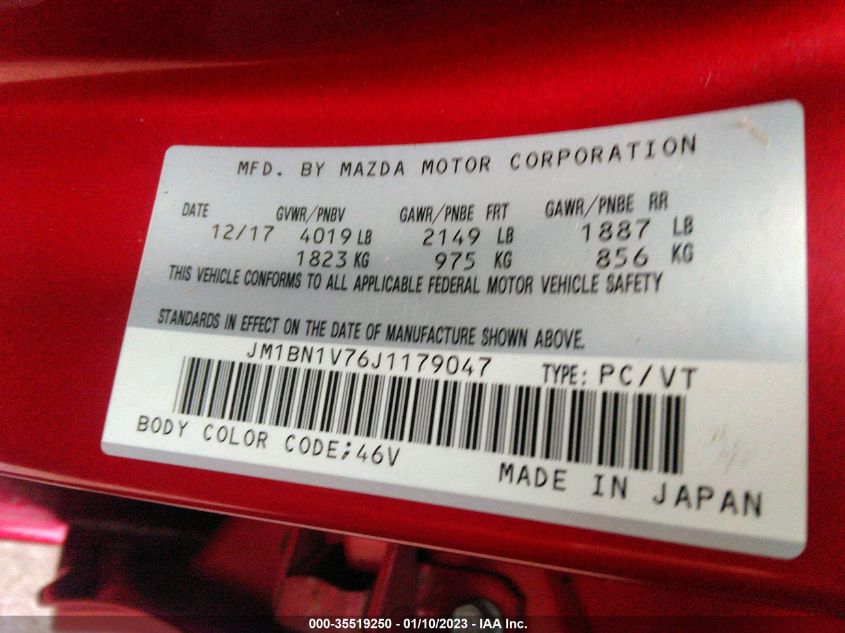 MFD. BY MAZDA MOTOR CORPORATION
DATE GVWR/PNBV GAWR/PNBE FRT GAWR/PNBE RR
12/17 4019 LB 2149 LB 1887 LB
1823 KG 975 KG 856 KG
THIS VEHICLE CONFORMS TO ALL APPLICABLE FEDERAL MOTOR VEHICLE SAFETY
STANDARDS IN EFFECT ON THE DATE OF MANUFACTURE SHOWN ABOVE.
JM1BN1V76J1179047 TYPE: PC/VT
BODY COLOR CODE;46V
MADE IN JAPAN
000-35519250 - 01/10/2023 - IAA Inc.